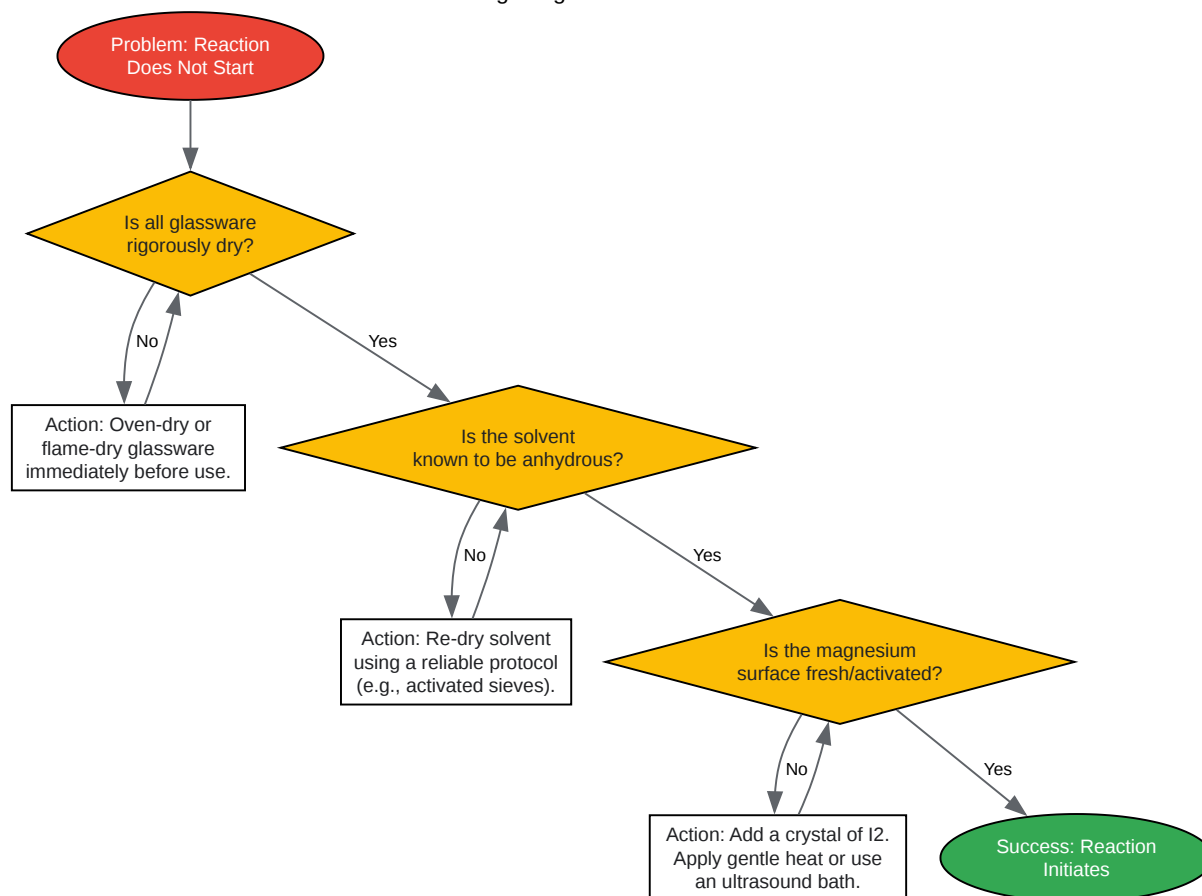 Problem: Reaction
Does Not Start
Is all glassware
rigorously dry?
No
Yes
Action: Oven-dry or
flame-dry glassware
immediately before use.
Is the solvent
known to be anhydrous?
No
Yes
Action: Re-dry solvent
using a reliable protocol
(e.g., activated sieves).
Is the magnesium
surface fresh/activated?
No
Yes
Action: Add a crystal of I2.
Apply gentle heat or use
an ultrasound bath.
Success: Reaction
Initiates